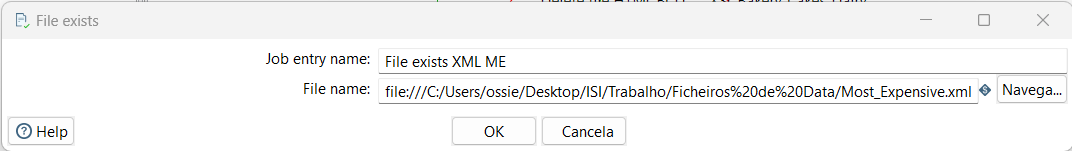 File exists
Job entry name: File exists XML ME
File name: file:///C:/Users/ossie/Desktop/ISI/Trabalho/Ficheiros%20de%20Data/Most_Expensive.xml Navega...
Help OK Cancela